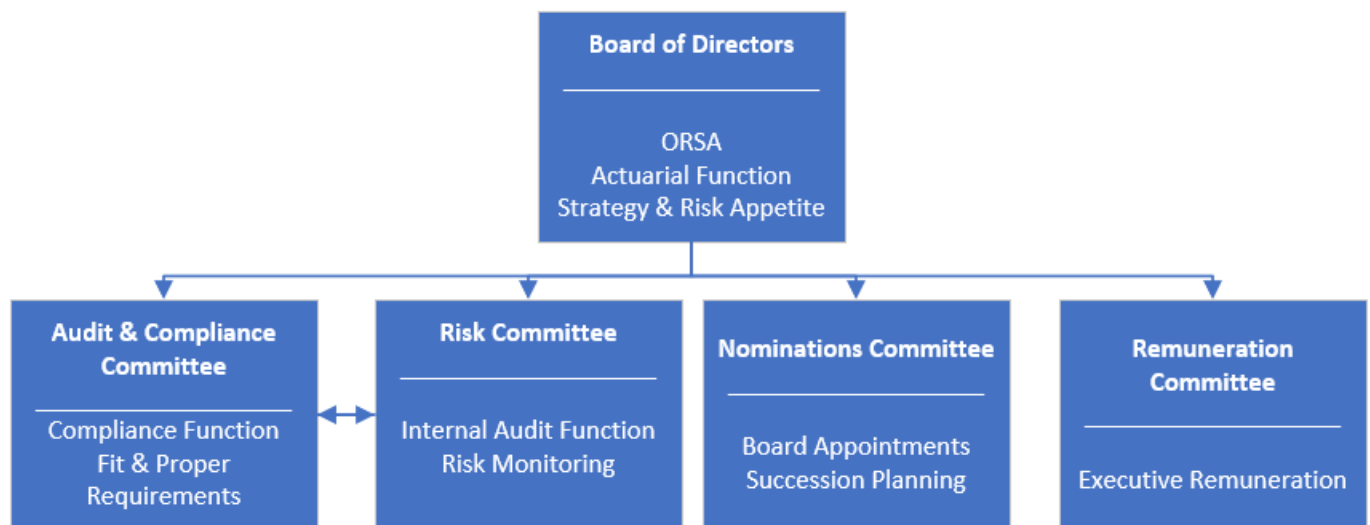 Board of Directors
ORSA
Actuarial Function
Strategy & Risk Appetite
Audit & Compliance
Committee
Compliance Function
Fit & Proper
Requirements
Risk Committee
Internal Audit Function
Risk Monitoring
Nominations Committee
Board Appointments
Succession Planning
Remuneration
Committee
Executive Remuneration